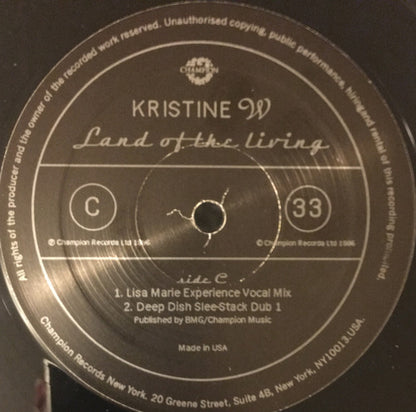 All rights of the producer and the owner of the recorded work reserved. Unauthorised copying, public performance, hiring and rental of this recording prohibited.
CHAMPION
KRISTINE W
Land of the living
C
33
℗ Champion Records Ltd 1996
© Champion Records Ltd 1996
side C
1. Lisa Marie Experience Vocal Mix
2. Deep Dish Slee-Stack Dub 1
Published by BMG/Champion Music
Made in USA
Champion Records New York. 20 Greene Street, Suite 4B, New York, NY10013.USA.